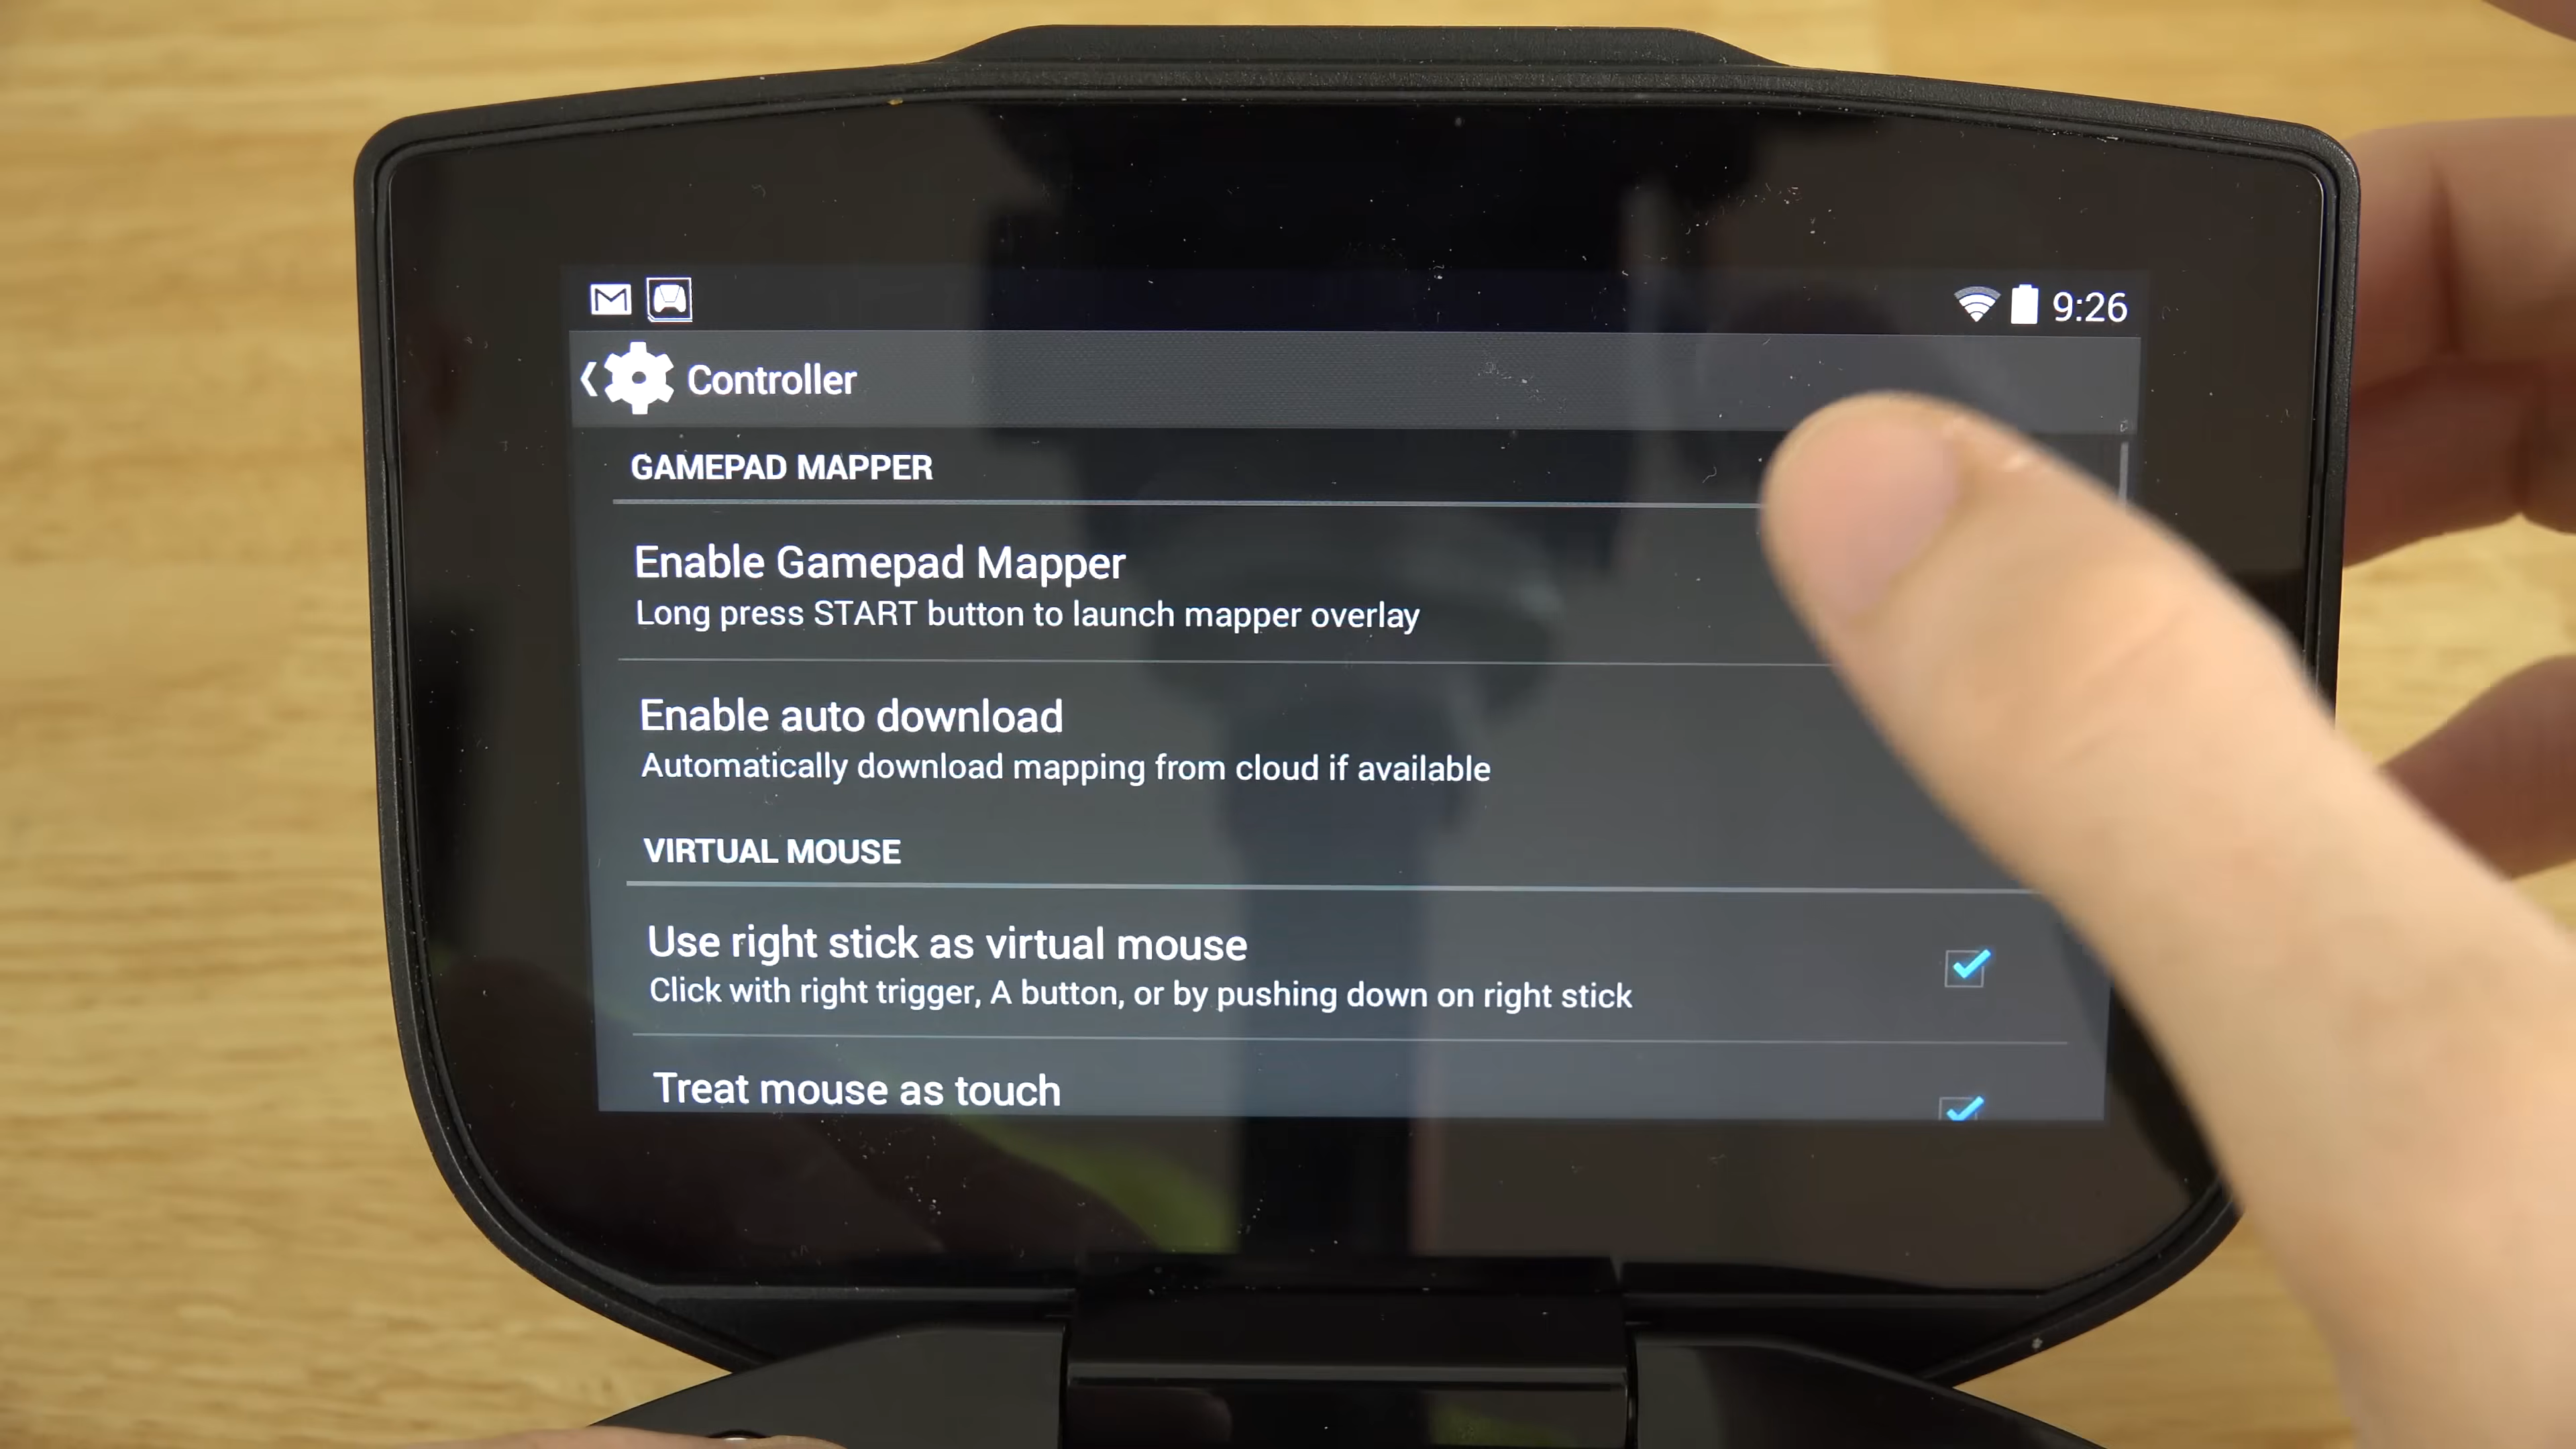 9:26
Controller
GAMEPAD MAPPER
Enable Gamepad Mapper
Long press START button to launch mapper overlay
Enable auto download
Automatically download mapping from cloud if available
VIRTUAL MOUSE
Use right stick as virtual mouse
Click with right trigger, A button, or by pushing down on right stick
Treat mouse as touch